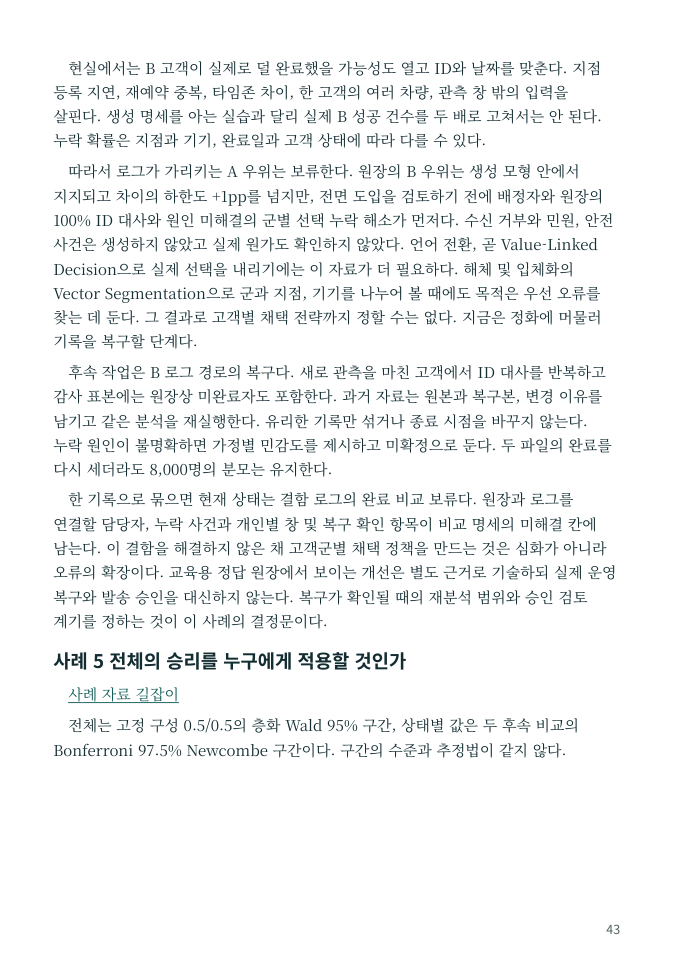 현실에서는 B 고객이 실제로 덜 완료했을 가능성도 열고 ID와 날짜를 맞춘다. 지점
등록 지연, 재예약 중복, 타임존 차이, 한 고객의 여러 차량, 관측 창 밖의 입력을
살핀다. 생성 명세를 아는 실습과 달리 실제 B 성공 건수를 두 배로 고쳐서는 안 된다.
누락 확률은 지점과 기기, 완료일과 고객 상태에 따라 다를 수 있다.
따라서 로그가 가리키는 A 우위는 보류한다. 원장의 B 우위는 생성 모형 안에서
지지되고 차이의 하한도 +1pp를 넘지만, 전면 도입을 검토하기 전에 배정자와 원장의
100% ID 대사와 원인 미해결의 군별 선택 누락 해소가 먼저다. 수신 거부와 민원, 안전
사건은 생성하지 않았고 실제 원가도 확인하지 않았다. 언어 전환, 곧 Value-Linked
Decision으로 실제 선택을 내리기에는 이 자료가 더 필요하다. 해체 및 입체화의
Vector Segmentation으로 군과 지점, 기기를 나누어 볼 때에도 목적은 우선 오류를
찾는 데 둔다. 그 결과로 고객별 채택 전략까지 정할 수는 없다. 지금은 정화에 머물러
기록을 복구할 단계다.
후속 작업은 B 로그 경로의 복구다. 새로 관측을 마친 고객에서 ID 대사를 반복하고
감사 표본에는 원장상 미완료자도 포함한다. 과거 자료는 원본과 복구본, 변경 이유를
남기고 같은 분석을 재실행한다. 유리한 기록만 섞거나 종료 시점을 바꾸지 않는다.
누락 원인이 불명확하면 가정별 민감도를 제시하고 미확정으로 둔다. 두 파일의 완료를
다시 세더라도 8,000명의 분모는 유지한다.
한 기록으로 묶으면 현재 상태는 결함 로그의 완료 비교 보류다. 원장과 로그를
연결할 담당자, 누락 사건과 개인별 창 및 복구 확인 항목이 비교 명세의 미해결 칸에
남는다. 이 결함을 해결하지 않은 채 고객군별 채택 정책을 만드는 것은 심화가 아니라
오류의 확장이다. 교육용 정답 원장에서 보이는 개선은 별도 근거로 기술하되 실제 운영
복구와 발송 승인을 대신하지 않는다. 복구가 확인될 때의 재분석 범위와 승인 검토
계기를 정하는 것이 이 사례의 결정문이다.
사례 5 전체의 승리를 누구에게 적용할 것인가
사례 자료 길잡이
전체는 고정 구성 0.5/0.5의 층화 Wald 95% 구간, 상태별 값은 두 후속 비교의
Bonferroni 97.5% Newcombe 구간이다. 구간의 수준과 추정법이 같지 않다.
43